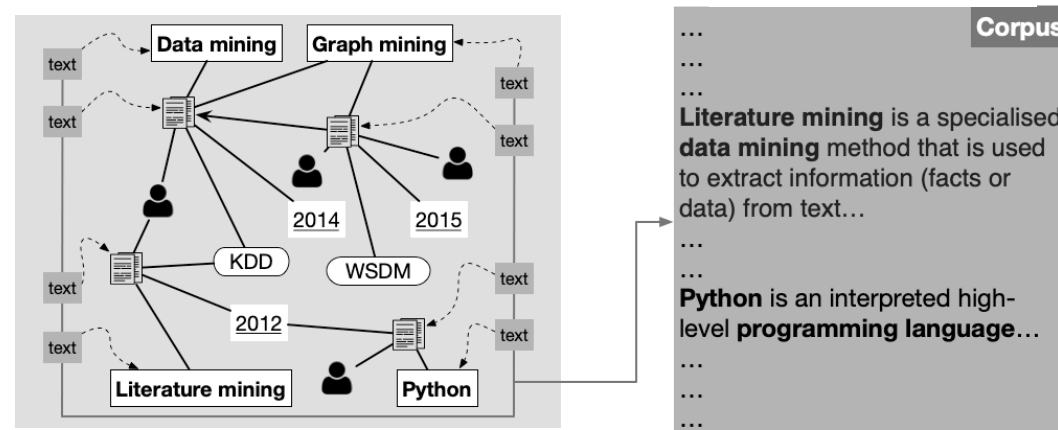 Data mining
Graph mining
text
text
text
text
2014
2015
KDD
WSDM
text
text
2012
text
text
Literature mining
Python
Corpus
…
…
…
Literature mining is a specialised
data mining method that is used
to extract information (facts or
data) from text…
…
…
Python is an interpreted high-
level programming language…
…
…
…